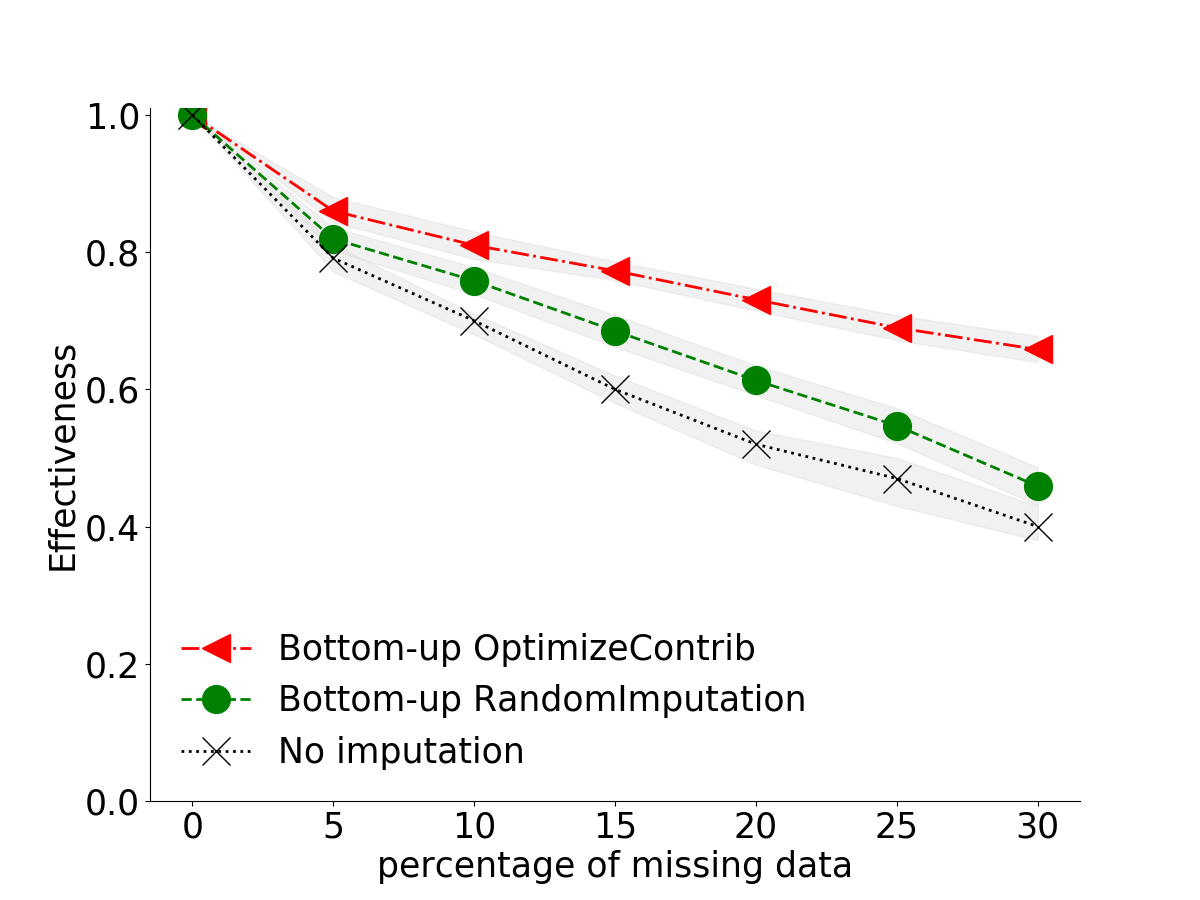 1.0
0.8
0.6
0.4
0.2
0.0
Effectiveness
Bottom-up OptimizeContrib
Bottom-up RandomImputation
No imputation
0 5 10 15 20 25 30
percentage of missing data